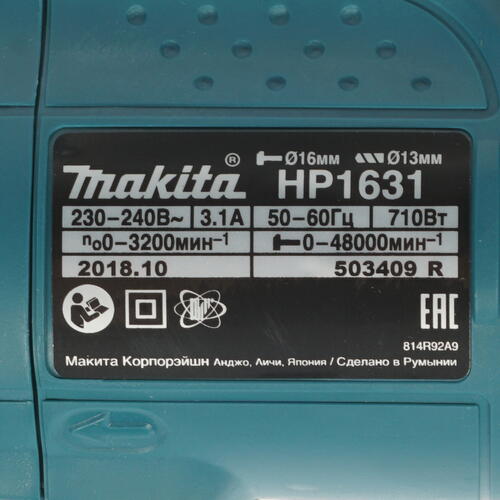 Ø16мм Ø13мм
makita® HP1631
230-240В~ 3.1A 50-60Гц 710Вт
n₀0-3200мин⁻¹ 0-48000мин⁻¹
2018.10 503409 R
EAC
814R92A9
Макита Корпорэйшн Анджо, Аичи, Япония / Сделано в Румынии